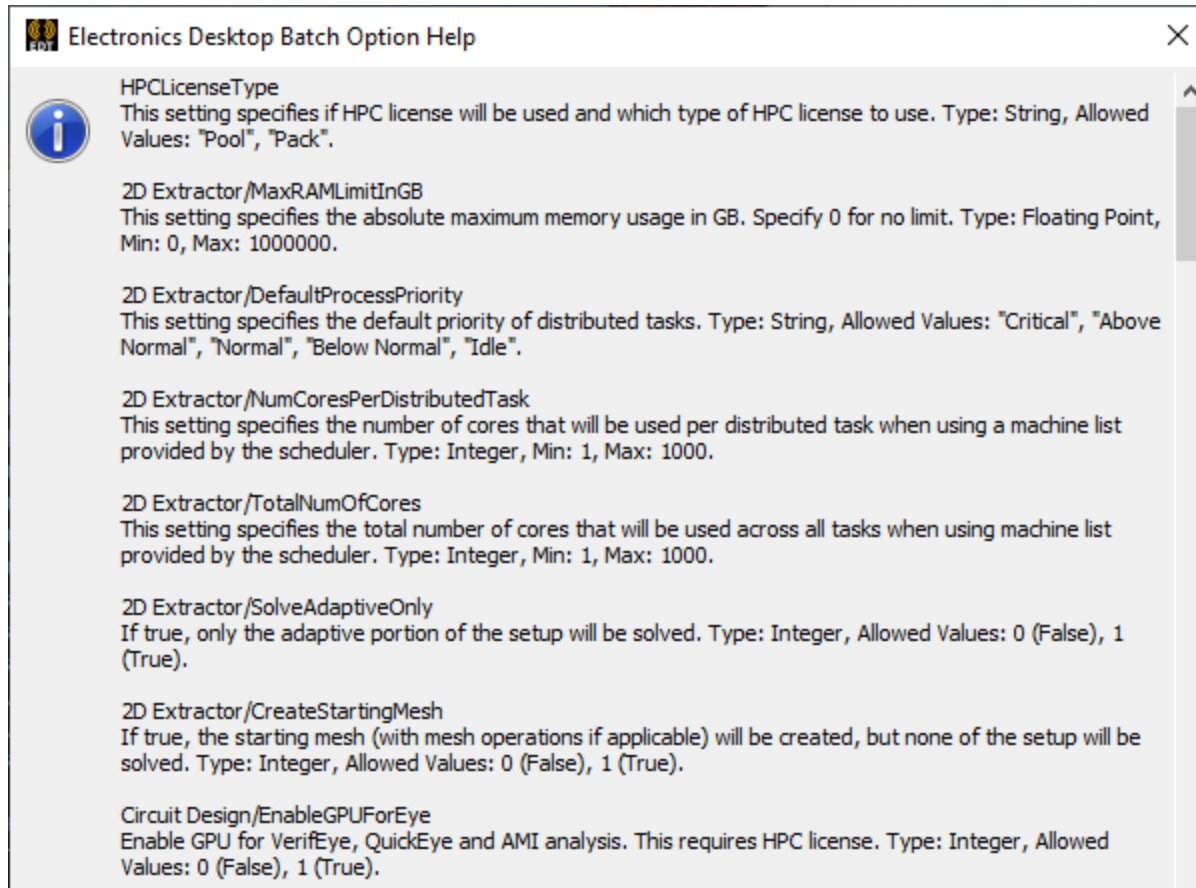 EDT
Electronics Desktop Batch Option Help
HPCLicenseType
This setting specifies if HPC license will be used and which type of HPC license to use. Type: String, Allowed
Values: "Pool", "Pack".
2D Extractor/MaxRAMLimitInGB
This setting specifies the absolute maximum memory usage in GB. Specify 0 for no limit. Type: Floating Point,
Min: 0, Max: 1000000.
2D Extractor/DefaultProcessPriority
This setting specifies the default priority of distributed tasks. Type: String, Allowed Values: "Critical", "Above
Normal", "Normal", "Below Normal", "Idle".
2D Extractor/NumCoresPerDistributedTask
This setting specifies the number of cores that will be used per distributed task when using a machine list
provided by the scheduler. Type: Integer, Min: 1, Max: 1000.
2D Extractor/TotalNumOfCores
This setting specifies the total number of cores that will be used across all tasks when using machine list
provided by the scheduler. Type: Integer, Min: 1, Max: 1000.
2D Extractor/SolveAdaptiveOnly
If true, only the adaptive portion of the setup will be solved. Type: Integer, Allowed Values: 0 (False), 1
(True).
2D Extractor/CreateStartingMesh
If true, the starting mesh (with mesh operations if applicable) will be created, but none of the setup will be
solved. Type: Integer, Allowed Values: 0 (False), 1 (True).
Circuit Design/EnableGPUForEye
Enable GPU for VerifEye, QuickEye and AMI analysis. This requires HPC license. Type: Integer, Allowed
Values: 0 (False), 1 (True).